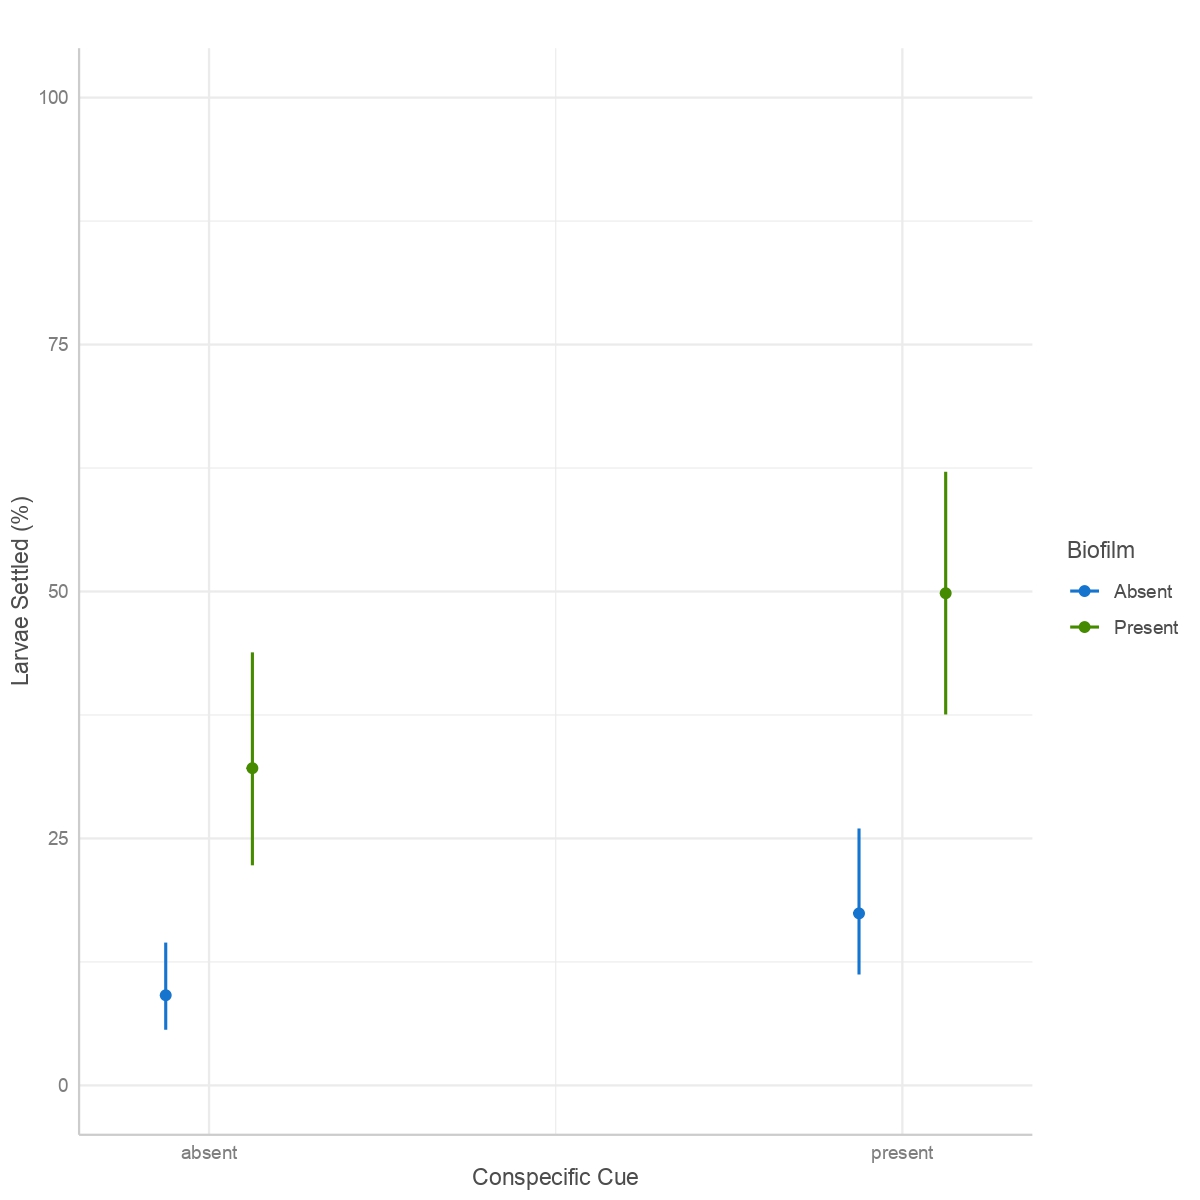 100
75
50
25
0
Larvae Settled (%)
absent
present
Conspecific Cue
Biofilm
Absent
Present